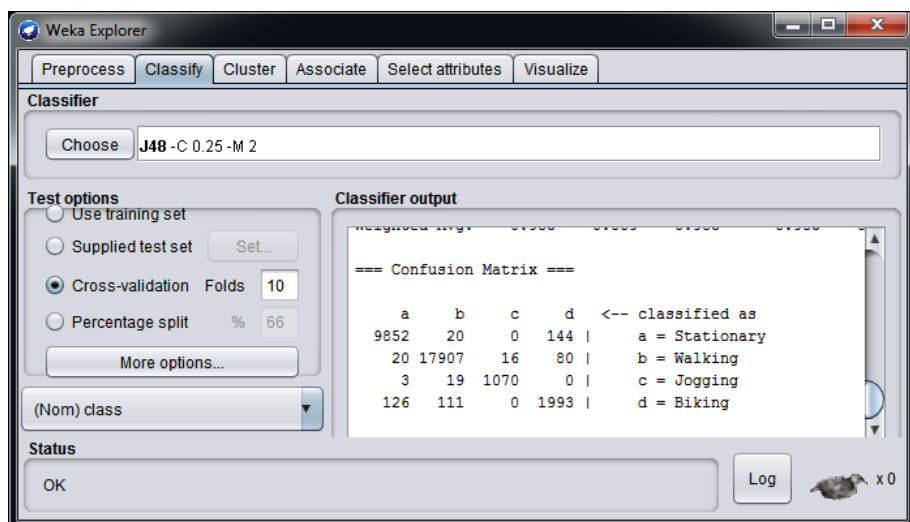 Weka Explorer
Preprocess Classify Cluster Associate Select attributes Visualize
Classifier
Choose J48 -C 0.25 -M 2
Test options
Use training set
Supplied test set Set...
Cross-validation Folds 10
Percentage split % 66
More options...
(Nom) class
Classifier output
=== Confusion Matrix ===
a b c d <-- classified as
9852 20 0 144 | a = Stationary
20 17907 16 80 | b = Walking
3 19 1070 0 | c = Jogging
126 111 0 1993 | d = Biking
Status
OK
Log x 0